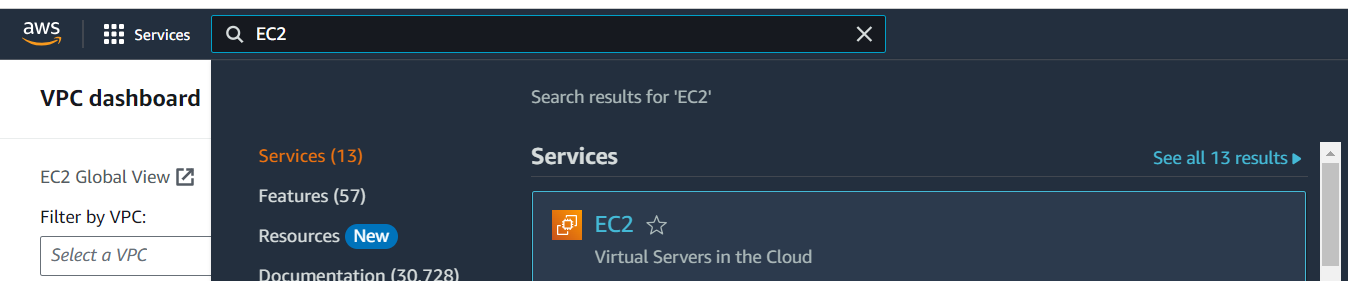 aws
Services
EC2
VPC dashboard
Search results for 'EC2'
Services (13)
Services
See all 13 results
EC2 Global View
Features (57)
Filter by VPC:
EC2
Resources New
Select a VPC
Virtual Servers in the Cloud
Documentation (30,728)